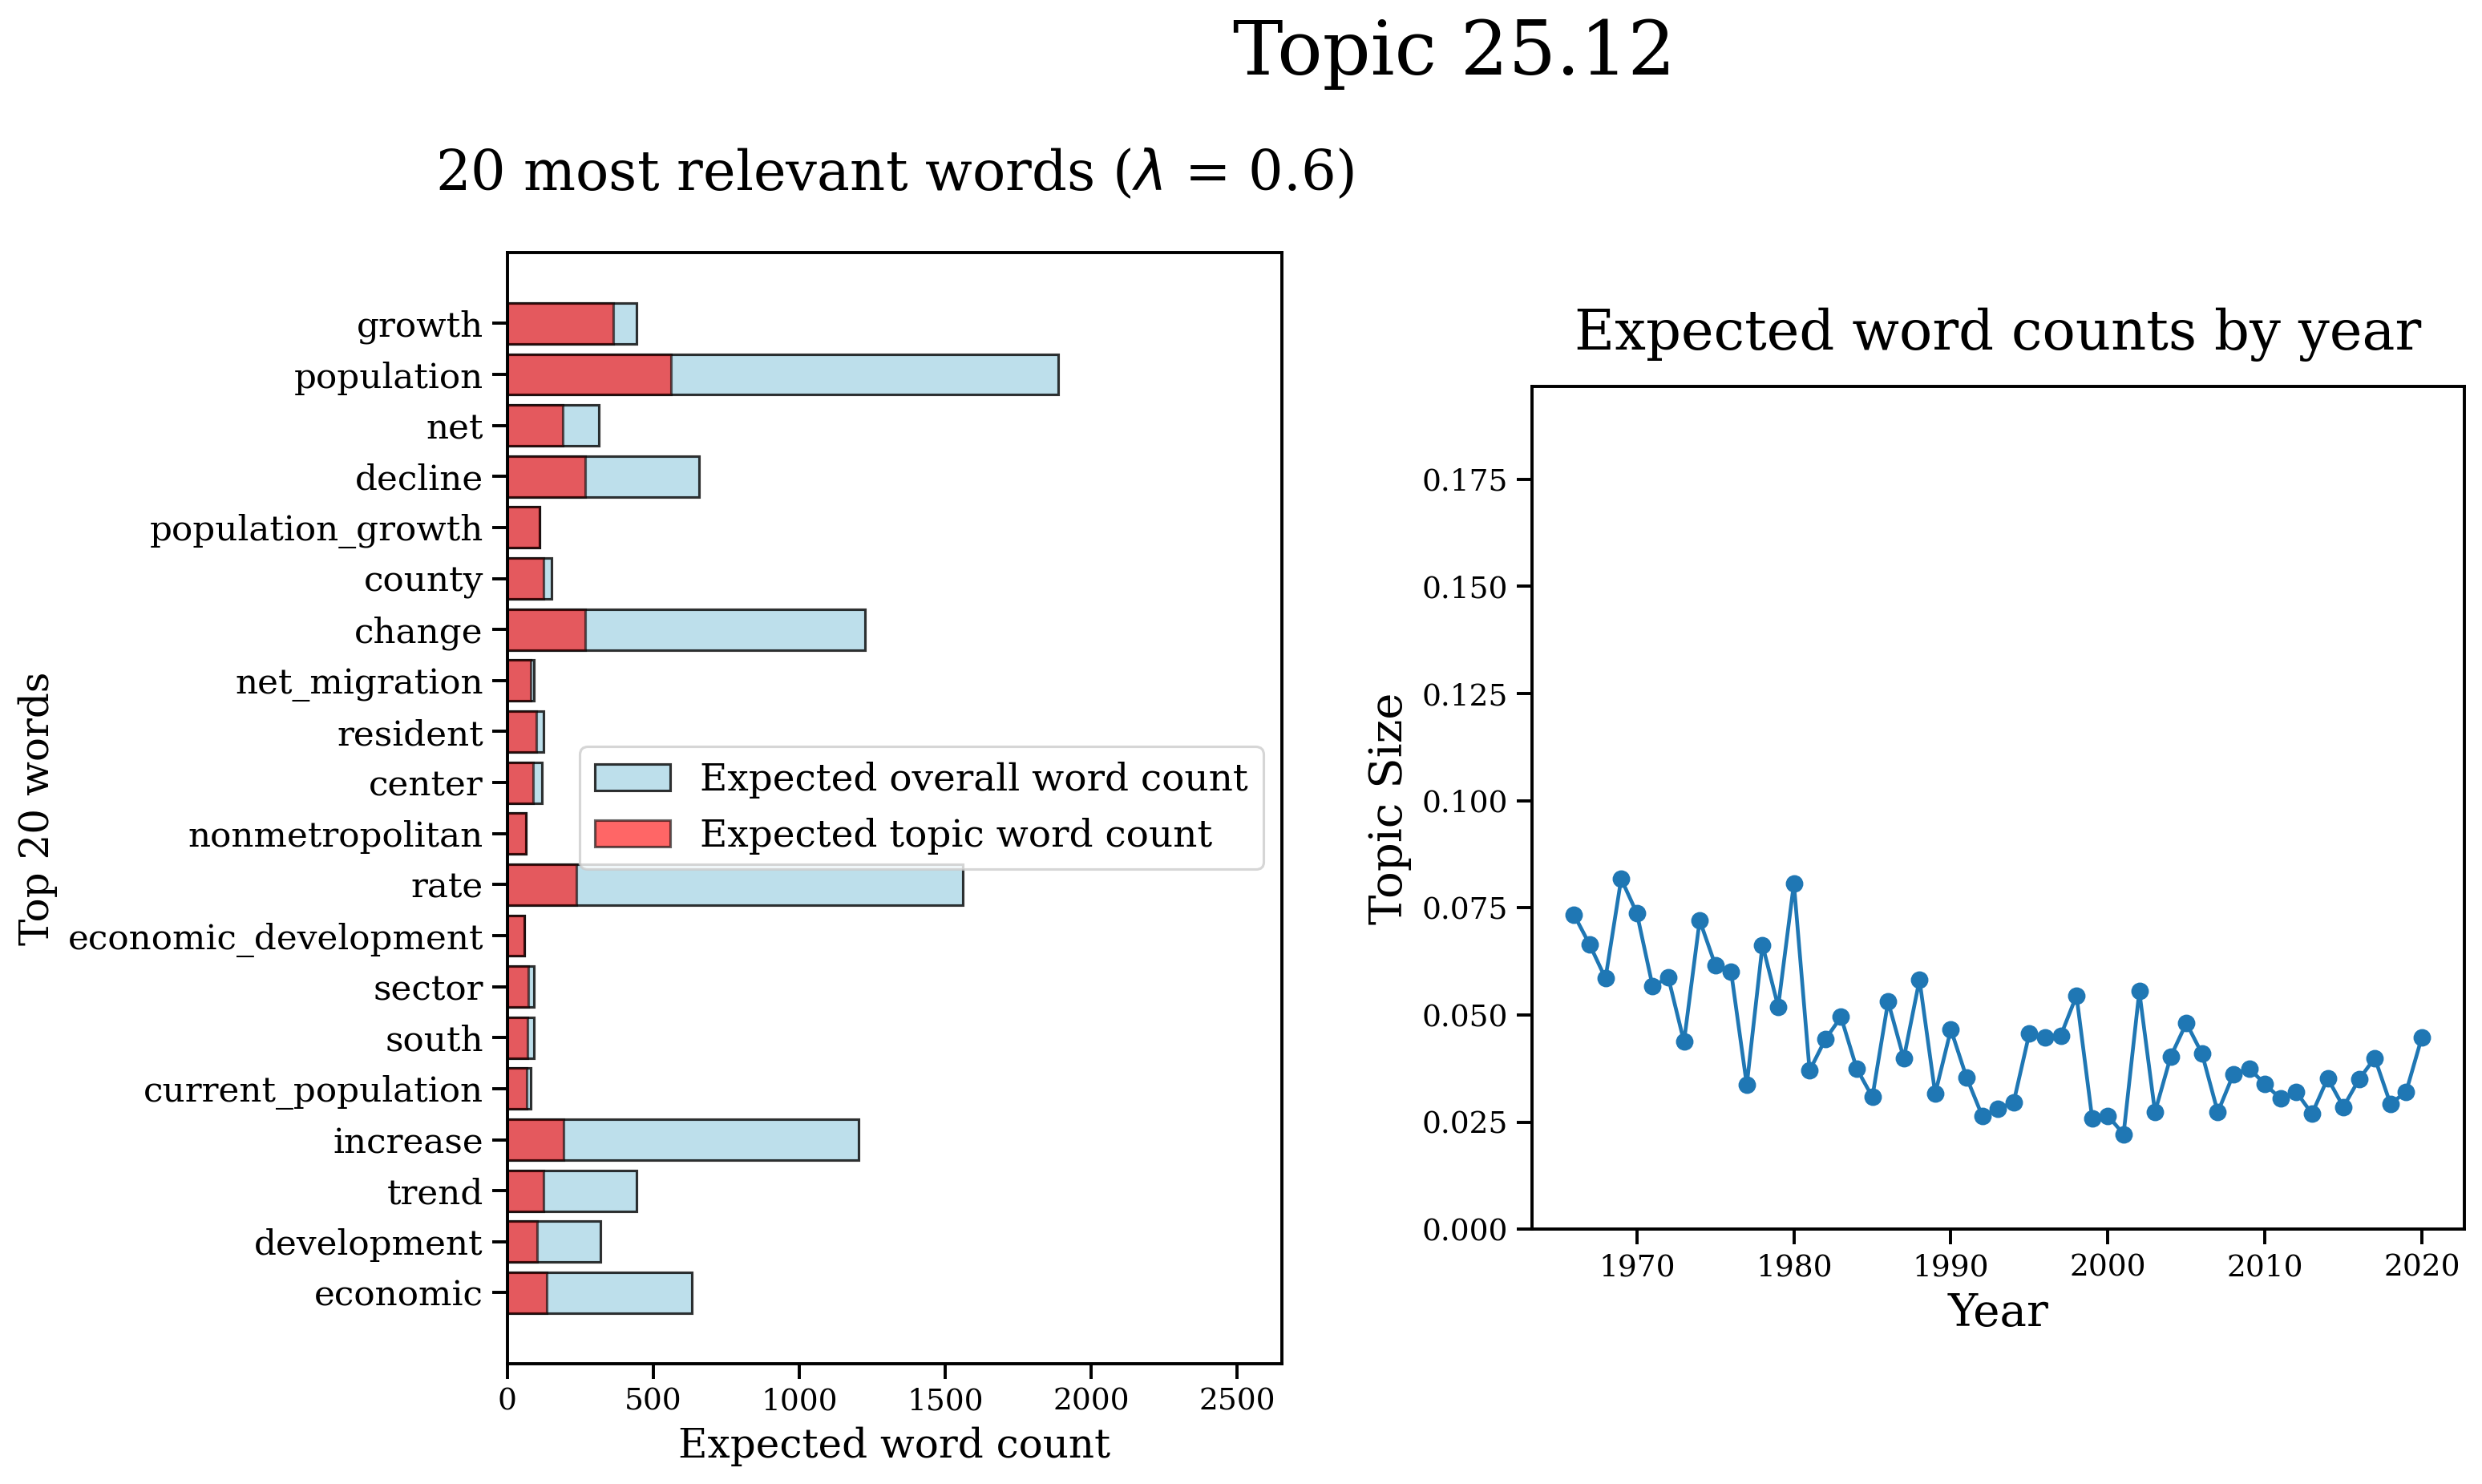 Topic 25.12
20 most relevant words (λ = 0.6)
Top 20 words
growth
population
net
decline
population_growth
county
change
net_migration
resident
center
nonmetropolitan
rate
economic_development
sector
south
current_population
increase
trend
development
economic
Expected overall word count
Expected topic word count
0 500 1000 1500 2000 2500
Expected word count
Expected word counts by year
Topic Size
0.175
0.150
0.125
0.100
0.075
0.050
0.025
0.000
1970 1980 1990 2000 2010 2020
Year